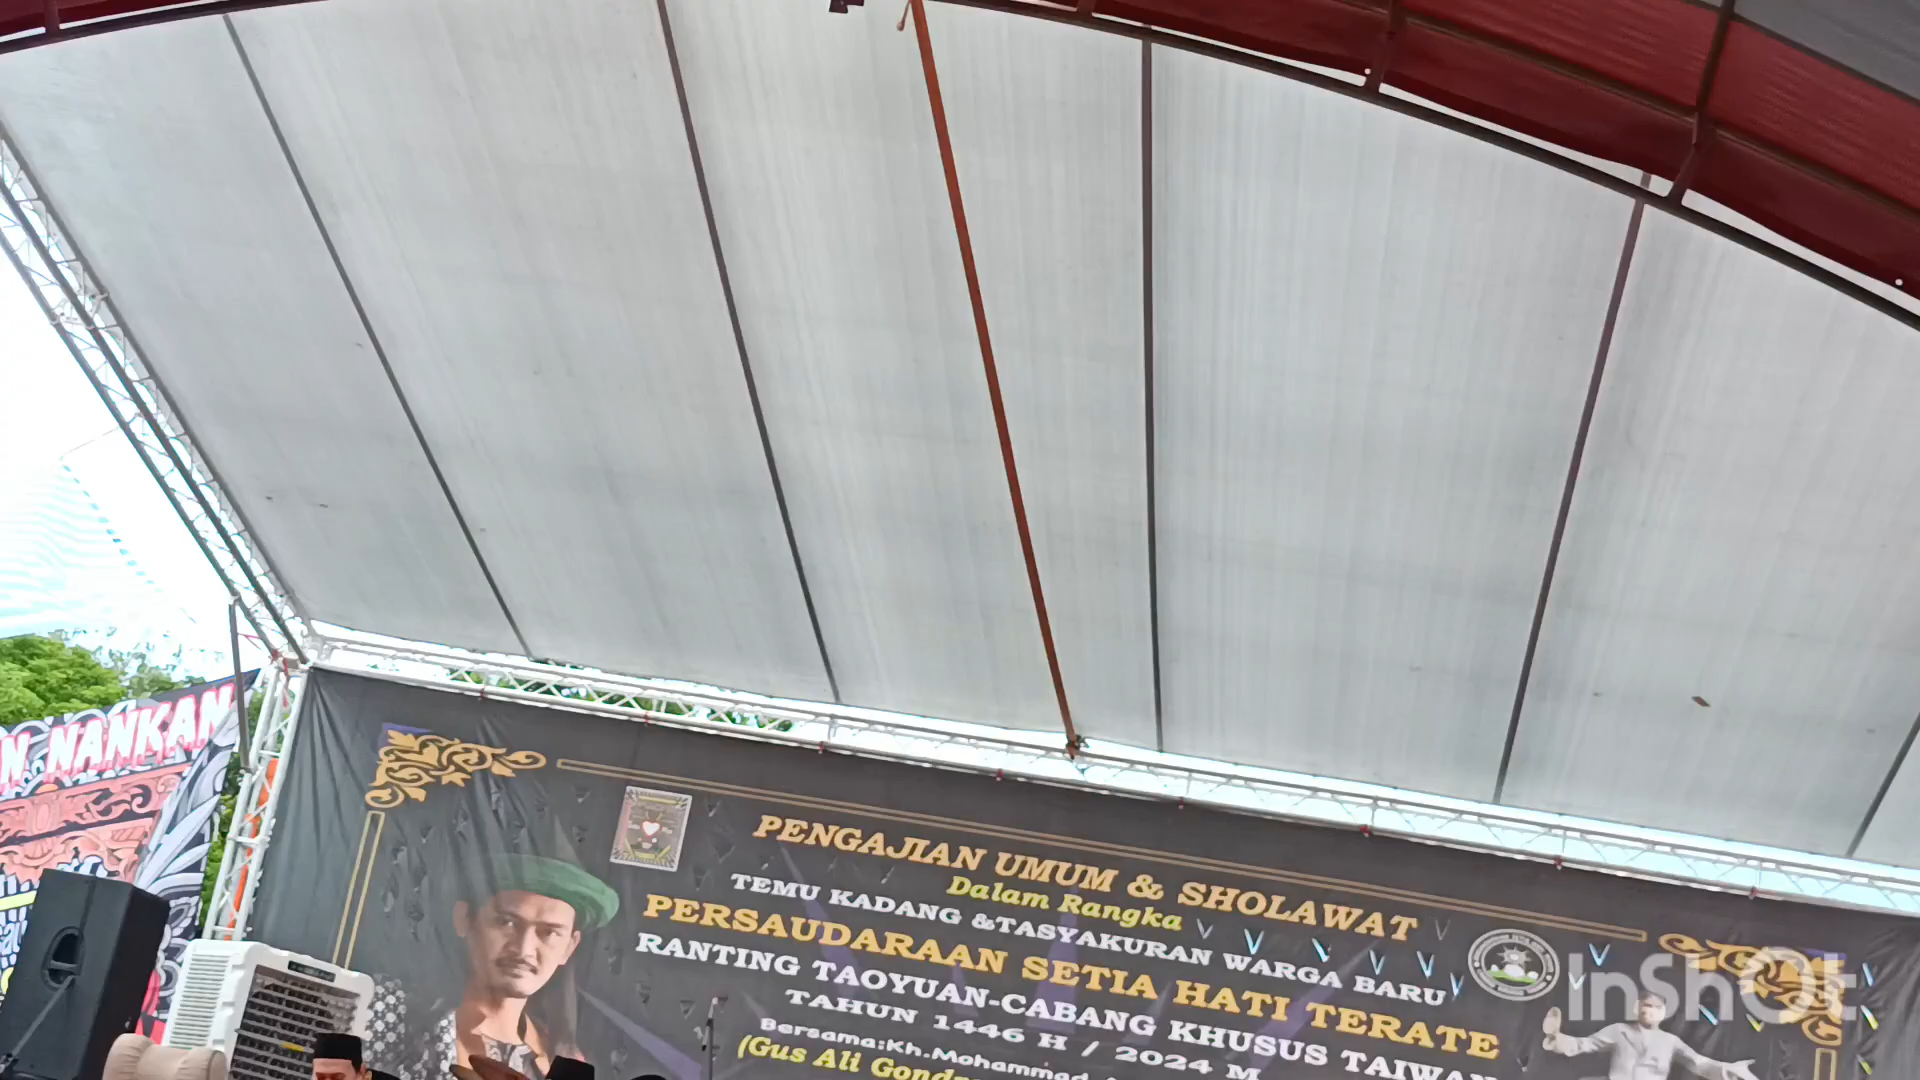 NANKAN
PENGAJIAN UMUM & SHOLAWAT
Dalam Rangka
TEMU KADANG &TASYAKURAN WARGA BARU
PERSAUDARAAN SETIA HATI TERATE
RANTING TAOYUAN-CABANG KHUSUS TAIWAN
TAHUN 1446 H / 2024 M
Bersama:Kh.Mohammad
(Gus Ali
InShOt